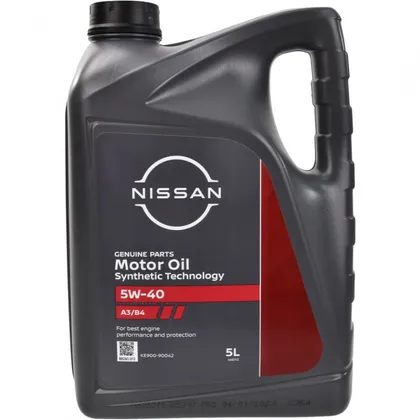 NISSAN
GENUINE PARTS
Motor Oil
Synthetic Technology
5W-40
A3/B4
For best engine
performance and protection
KE900-90042
5L